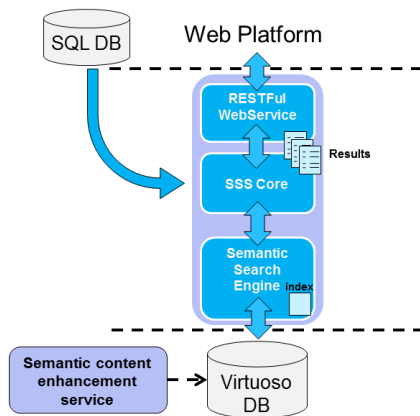 SQL DB
Web Platform
RESTFul
WebService
Results
SSS Core
Semantic
Search
Engine
index
Semantic content
enhancement
service
Virtuoso
DB